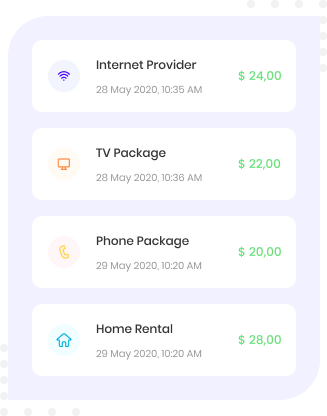 Internet Provider
28 May 2020, 10:35 AM
$ 24,00
TV Package
28 May 2020, 10:36 AM
$ 22,00
Phone Package
29 May 2020, 10:20 AM
$ 20,00
Home Rental
29 May 2020, 10:20 AM
$ 28,00